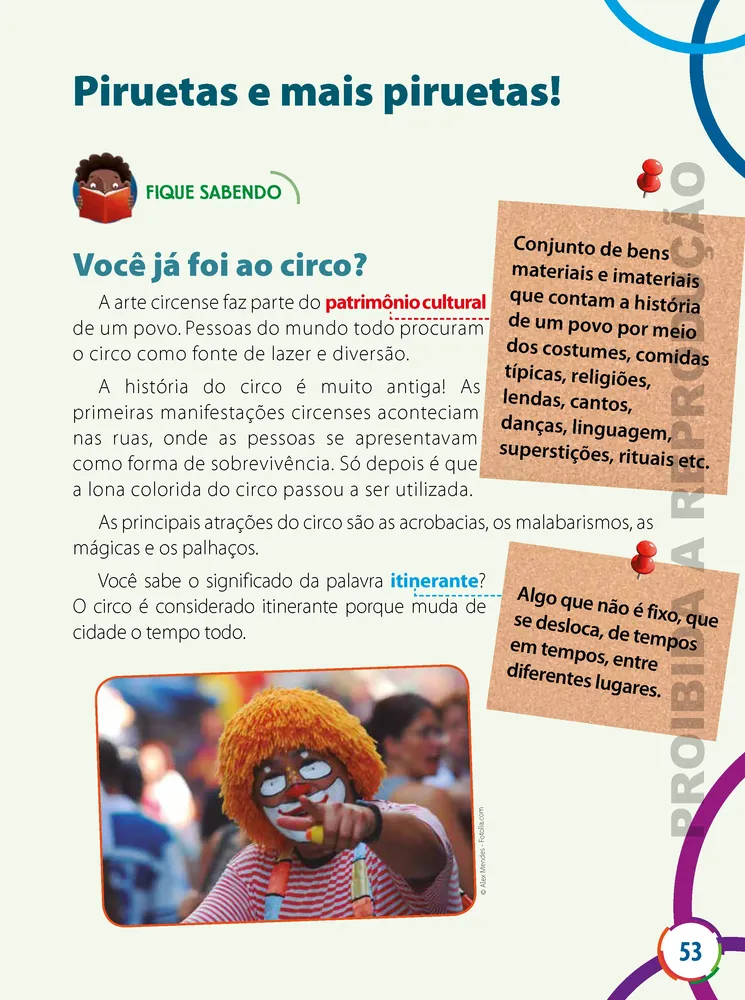 Piruetas e mais piruetas!
FIQUE SABENDO
Você já foi ao circo?
A arte circense faz parte do patrimônio cultural
de um povo. Pessoas do mundo todo procuram
o circo como fonte de lazer e diversão.
A história do circo é muito antiga! As
primeiras manifestações circenses aconteciam
nas ruas, onde as pessoas se apresentavam
como forma de sobrevivência. Só depois é que
a lona colorida do circo passou a ser utilizada.
As principais atrações do circo são as acrobacias, os malabarismos, as
mágicas e os palhaços.
Você sabe o significado da palavra itinerante?
O circo é considerado itinerante porque muda de
cidade o tempo todo.
Conjunto de bens
materiais e imateriais
que contam a história
de um povo por meio
dos costumes, comidas
típicas, religiões,
lendas, cantos,
danças, linguagem,
superstições, rituais etc.
Algo que não é fixo, que
se desloca, de tempos
em tempos, entre
diferentes lugares.
© Alex Mendes - Fotolia.com
PROIBIDA A REPRODUÇÃO
53